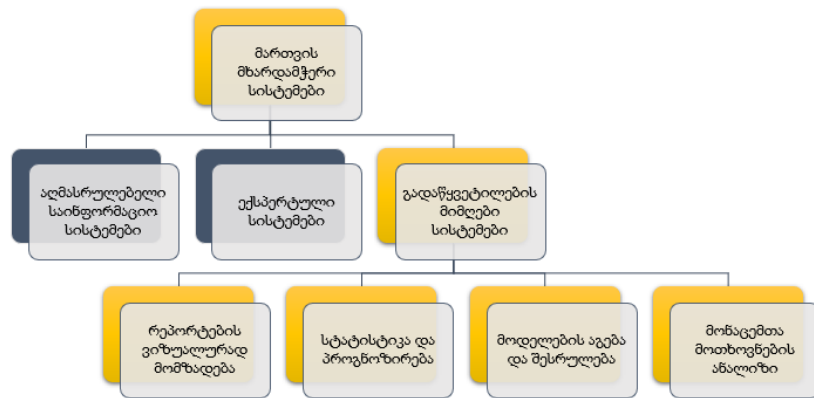 მართვის
მხარდამჭერი
სისტემები
აღმასრულებელი
საინფორმაციო
სისტემები
ექსპერტული
სისტემები
გადაწყვეტილების
მიმღები
სისტემები
რეპორტების
ვიზუალურად
მომზადება
სტატისტიკა და
პროგნოზირება
მოდელების აგება
და შესრულება
მონაცემთა
მოთხოვნების
ანალიზი